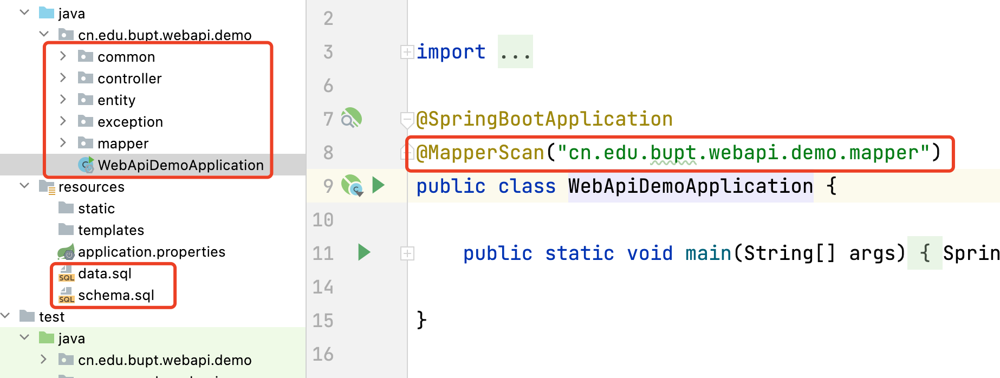 java
cn.edu.bupt.webapi.demo
common
controller
entity
exception
mapper
WebApiDemoApplication
resources
static
templates
application.properties
SQL data.sql
SQL schema.sql
test
java
cn.edu.bupt.webapi.demo
2
3 import ...
6
7 @SpringBootApplication
8 @MapperScan("cn.edu.bupt.webapi.demo.mapper")
9 public class WebApiDemoApplication {
10
11 public static void main(String[] args) { Sprin
14
15 }
16